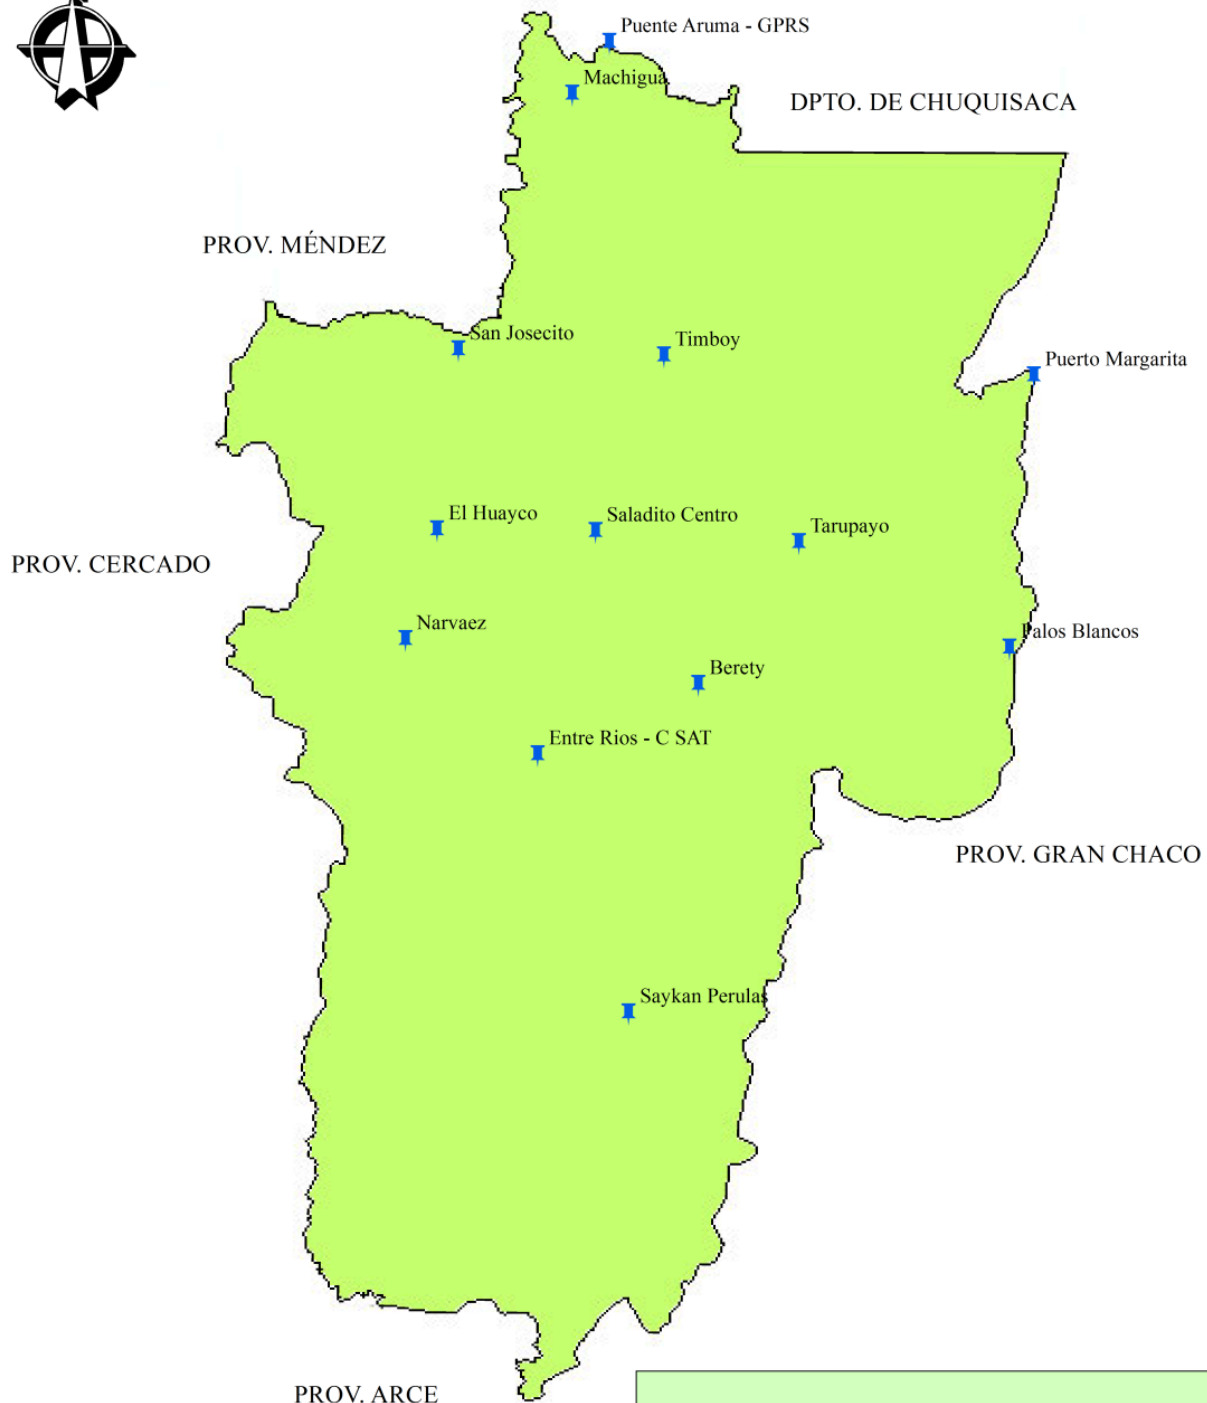 Puente Aruma - GPRS
Machigua
DPTO. DE CHUQUISACA
PROV. MÉNDEZ
San Josecito
Timboy
Puerto Margarita
El Huayco
Saladito Centro
Tarupayo
PROV. CERCADO
Narvaez
Palos Blancos
Berety
Entre Rios - C SAT
PROV. GRAN CHACO
Saykan Perulas
PROV. ARCE